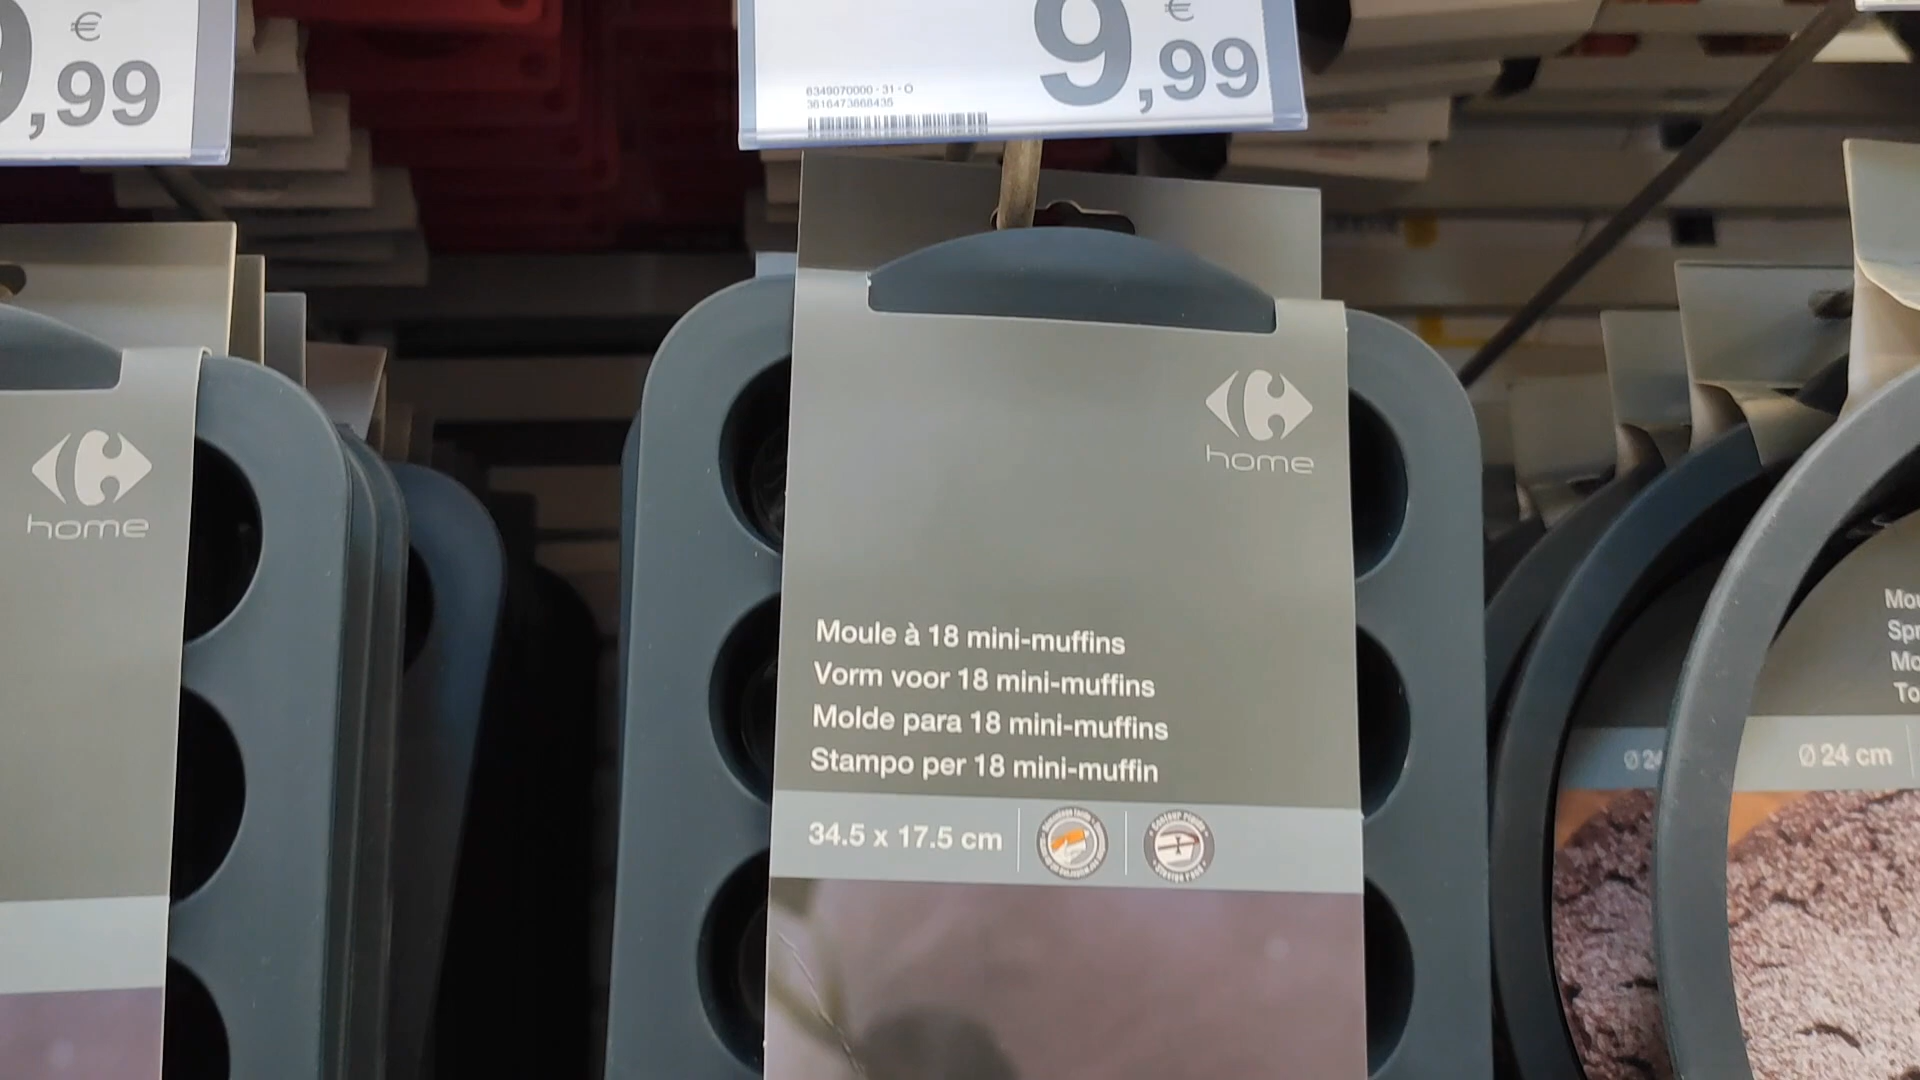 €
9,99
€
9,99
6349070000 - 31 - O
3616473668435
home
home
Moule à 18 mini-muffins
Vorm voor 18 mini-muffins
Molde para 18 mini-muffins
Stampo per 18 mini-muffin
34.5 x 17.5 cm
Ø 24
Ø 24 cm